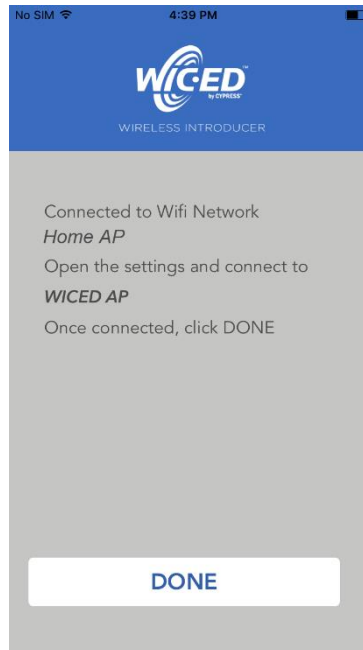 No SIM 4:39 PM
WICED™
by CYPRESS
WIRELESS INTRODUCER
Connected to Wifi Network
Home AP
Open the settings and connect to
WICED AP
Once connected, click DONE
DONE